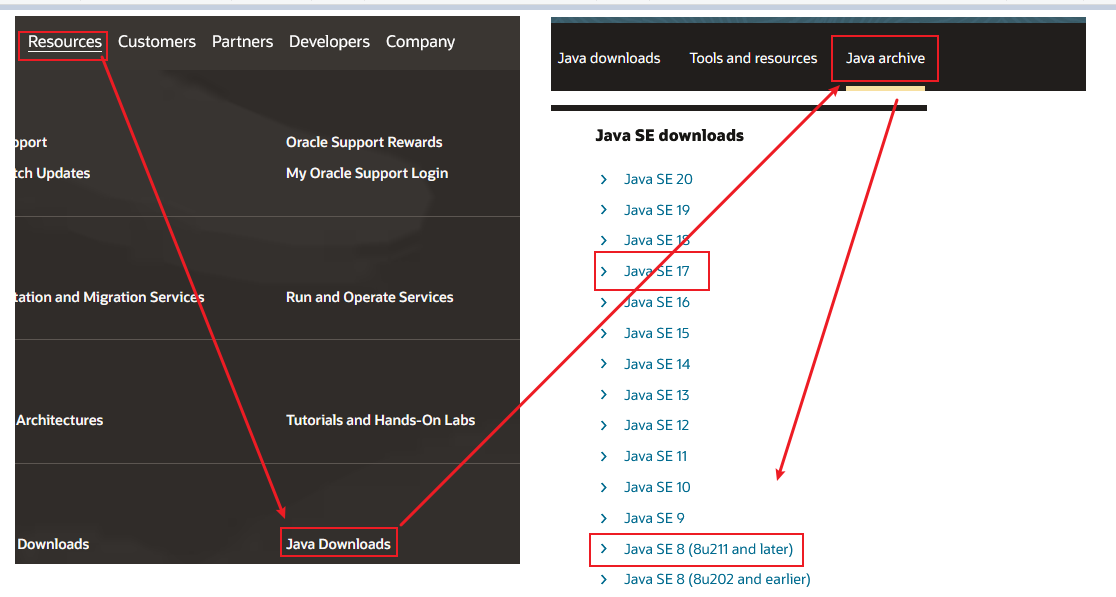 Resources Customers Partners Developers Company
pport
Oracle Support Rewards
tch Updates
My Oracle Support Login
tation and Migration Services
Run and Operate Services
Architectures
Tutorials and Hands-On Labs
Downloads
Java Downloads
Java downloads Tools and resources Java archive
Java SE downloads
Java SE 20
Java SE 19
Java SE 18
Java SE 17
Java SE 16
Java SE 15
Java SE 14
Java SE 13
Java SE 12
Java SE 11
Java SE 10
Java SE 9
Java SE 8 (8u211 and later)
Java SE 8 (8u202 and earlier)